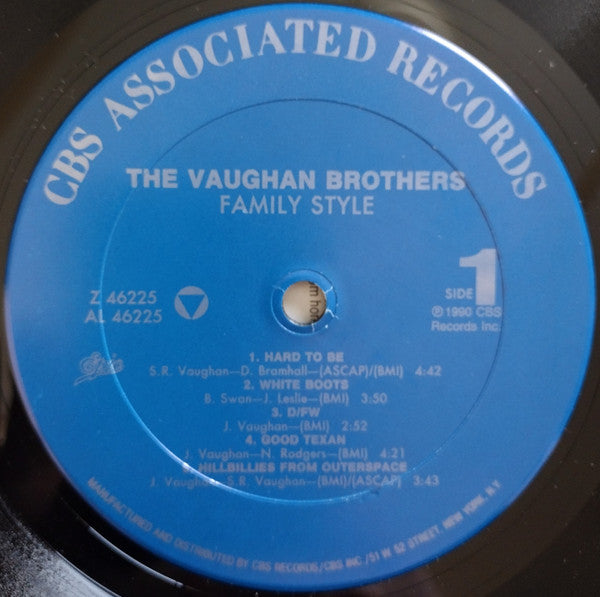 CBS ASSOCIATED RECORDS
THE VAUGHAN BROTHERS
FAMILY STYLE
Z 46225
AL 46225
SIDE 1
℗ 1990 CBS
Records Inc.
Epic
1. HARD TO BE
S.R. Vaughan—D. Bramhall—(ASCAP)/(BMI) 4:42
2. WHITE BOOTS
B. Swan—J. Leslie—(BMI) 3:50
3. D/FW
J. Vaughan—(BMI) 2:52
4. GOOD TEXAN
J. Vaughan—N. Rodgers—(BMI) 4:21
5. HILLBILLIES FROM OUTERSPACE
J. Vaughan—S.R. Vaughan—(BMI)/(ASCAP) 3:43
MANUFACTURED AND DISTRIBUTED BY CBS RECORDS/CBS INC./51 W 52 STREET, NEW YORK, N.Y.